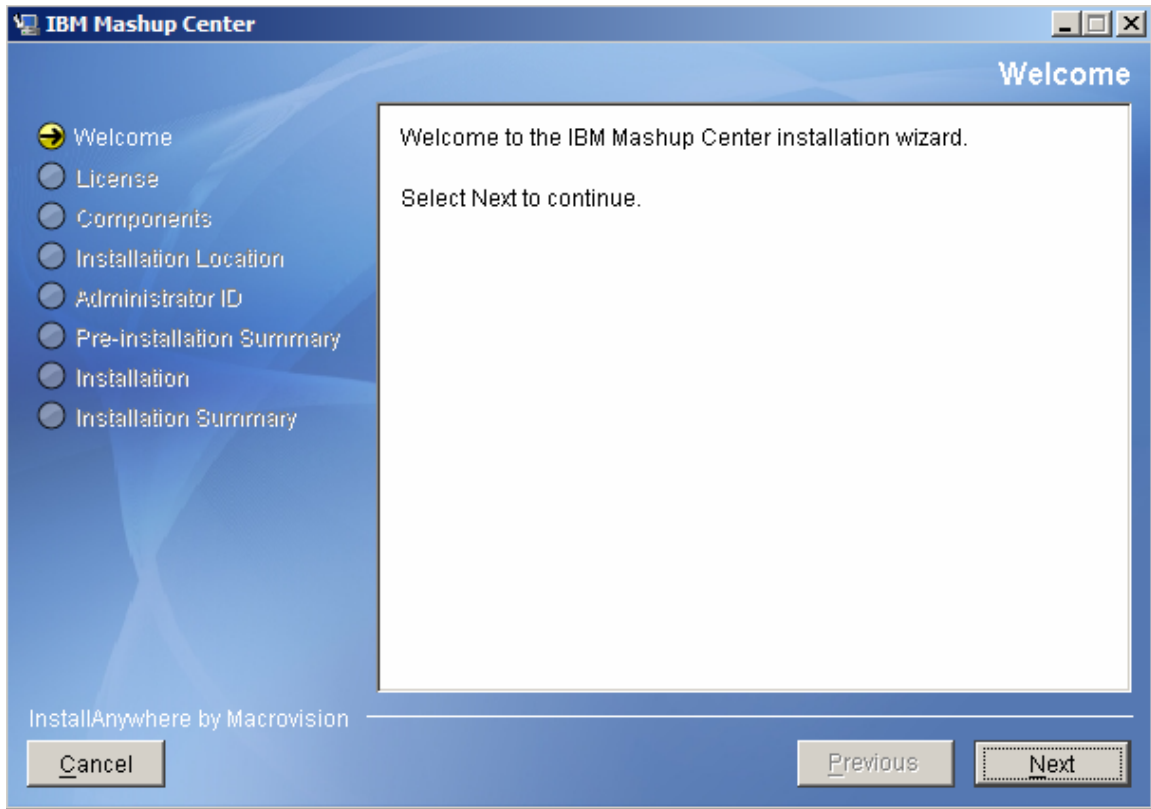 IBM Mashup Center
Welcome
Welcome
License
Components
Installation Location
Administrator ID
Pre-installation Summary
Installation
Installation Summary
Welcome to the IBM Mashup Center installation wizard.
Select Next to continue.
InstallAnywhere by Macrovision
Cancel
Previous
Next